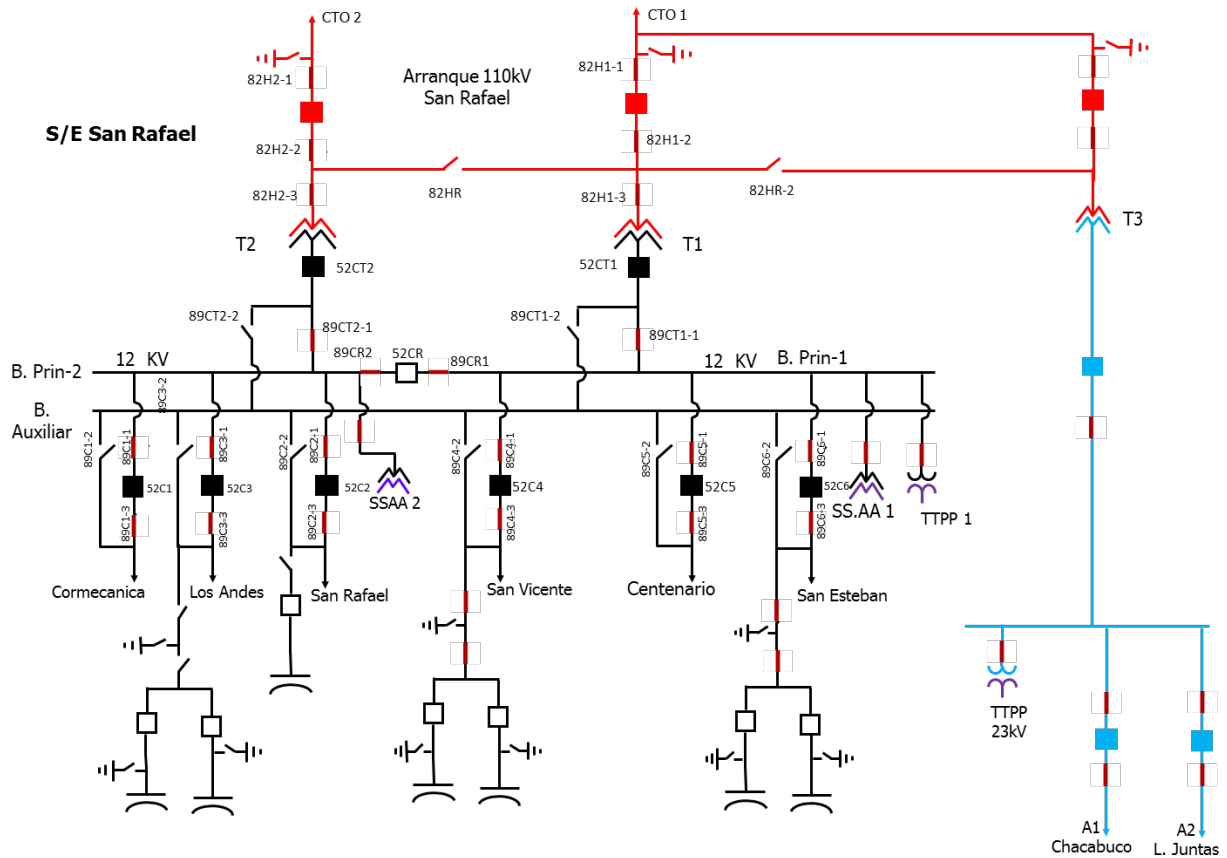 CTO 2
CTO 1
82H2-1
Arranque 110kV
San Rafael
82H1-1
S/E San Rafael
82H2-2
82H1-2
82H2-3
82HR
82H1-3
82HR-2
T2
T1
T3
52CT2
52CT1
89CT2-2
89CT2-1
89CT1-2
89CT1-1
12 KV
89CR2
52CR
89CR1
12 KV
B. Prin-1
B. Prin-2
89C3-2
B.
Auxiliar
89C1-2
89C1-1
89C3-1
89C2-2
89C2-1
89C4-2
89C4-1
89C5-2
89C5-1
89C6-2
89C6-1
52C1
52C3
52C2
SSAA 2
52C4
52C5
52C6
SS.AA 1
TTPP 1
89C1-3
89C3-3
89C2-3
89C4-3
89C5-3
89C6-3
Cormecanica
Los Andes
San Rafael
San Vicente
Centenario
San Esteban
TTPP
23kV
A1
Chacabuco
A2
L. Juntas